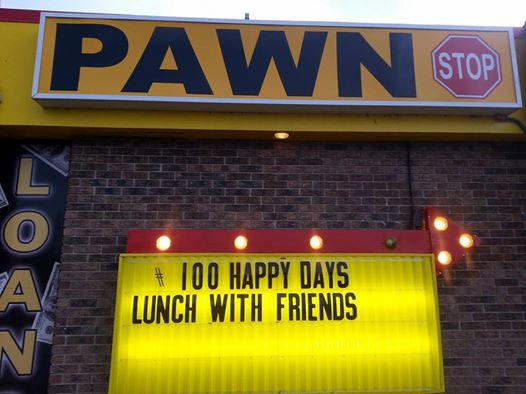 PAWN STOP
LOAN
# 100 HAPPY DAYS
LUNCH WITH FRIENDS